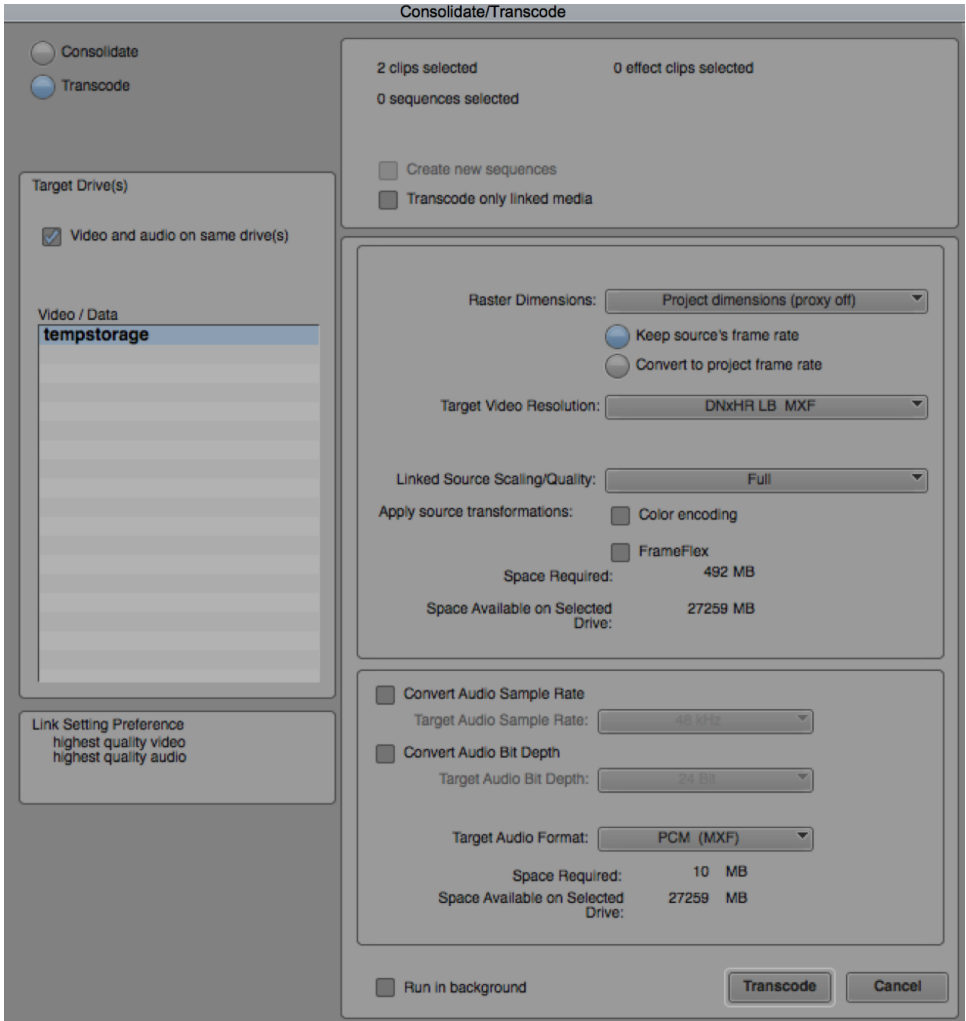 Consolidate/Transcode
Consolidate
Transcode
2 clips selected
0 effect clips selected
0 sequences selected
Create new sequences
Transcode only linked media
Target Drive(s)
Video and audio on same drive(s)
Video / Data
tempstorage
Link Setting Preference
highest quality video
highest quality audio
Raster Dimensions: Project dimensions (proxy off)
Keep source's frame rate
Convert to project frame rate
Target Video Resolution: DNxHR LB MXF
Linked Source Scaling/Quality: Full
Apply source transformations: Color encoding
FrameFlex
Space Required: 492 MB
Space Available on Selected 27259 MB
Drive:
Convert Audio Sample Rate
Target Audio Sample Rate: 48 kHz
Convert Audio Bit Depth
Target Audio Bit Depth: 24 Bit
Target Audio Format: PCM (MXF)
Space Required: 10 MB
Space Available on Selected 27259 MB
Drive:
Run in background
Transcode
Cancel